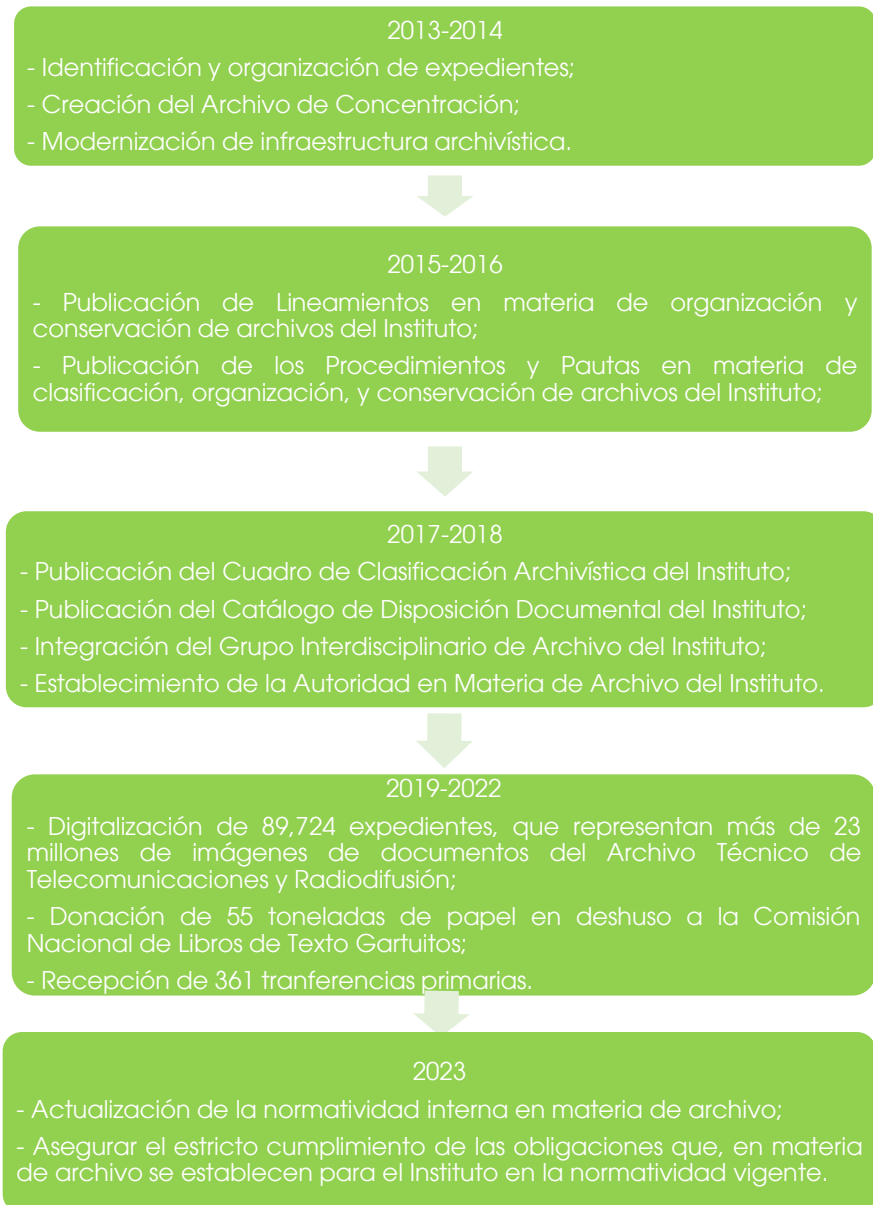 2013-2014
- Identificación y organización de expedientes;
- Creación del Archivo de Concentración;
- Modernización de infraestructura archivística.
2015-2016
- Publicación de Lineamientos en materia de organización y
conservación de archivos del Instituto;
- Publicación de los Procedimientos y Pautas en materia de
clasificación, organización, y conservación de archivos del Instituto;
2017-2018
- Publicación del Cuadro de Clasificación Archivística del Instituto;
- Publicación del Catálogo de Disposición Documental del Instituto;
- Integración del Grupo Interdisciplinario de Archivo del Instituto;
- Establecimiento de la Autoridad en Materia de Archivo del Instituto.
2019-2022
- Digitalización de 89,724 expedientes, que representan más de 23
millones de imágenes de documentos del Archivo Técnico de
Telecomunicaciones y Radiodifusión;
- Donación de 55 toneladas de papel en deshuso a la Comisión
Nacional de Libros de Texto Gartuitos;
- Recepción de 361 tranferencias primarias.
2023
- Actualización de la normatividad interna en materia de archivo;
- Asegurar el estricto cumplimiento de las obligaciones que, en materia
de archivo se establecen para el Instituto en la normatividad vigente.